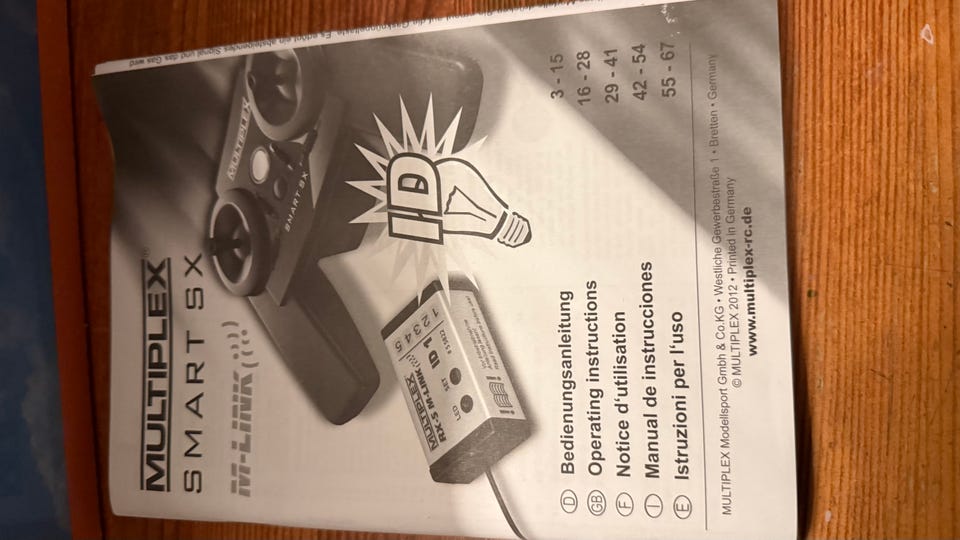 MULTIPLEX®
SMART SX
M-LINK
MULTIPLEX
SMART SX
ID
MULTIPLEX
RX-5 M-LINK
ID 1
LED
SET
1
2
3
4
5
D Bedienungsanleitung 3 - 15
GB Operating instructions 16 - 28
F Notice d'utilisation 29 - 41
I Manual de instrucciones 42 - 54
E Istruzioni per l'uso 55 - 67
MULTIPLEX Modellsport GmbH & Co.KG • Westliche Gewerbestraße 1 • Bretten • Germany
© MULTIPLEX 2012 • Printed in Germany
www.multiplex-rc.de